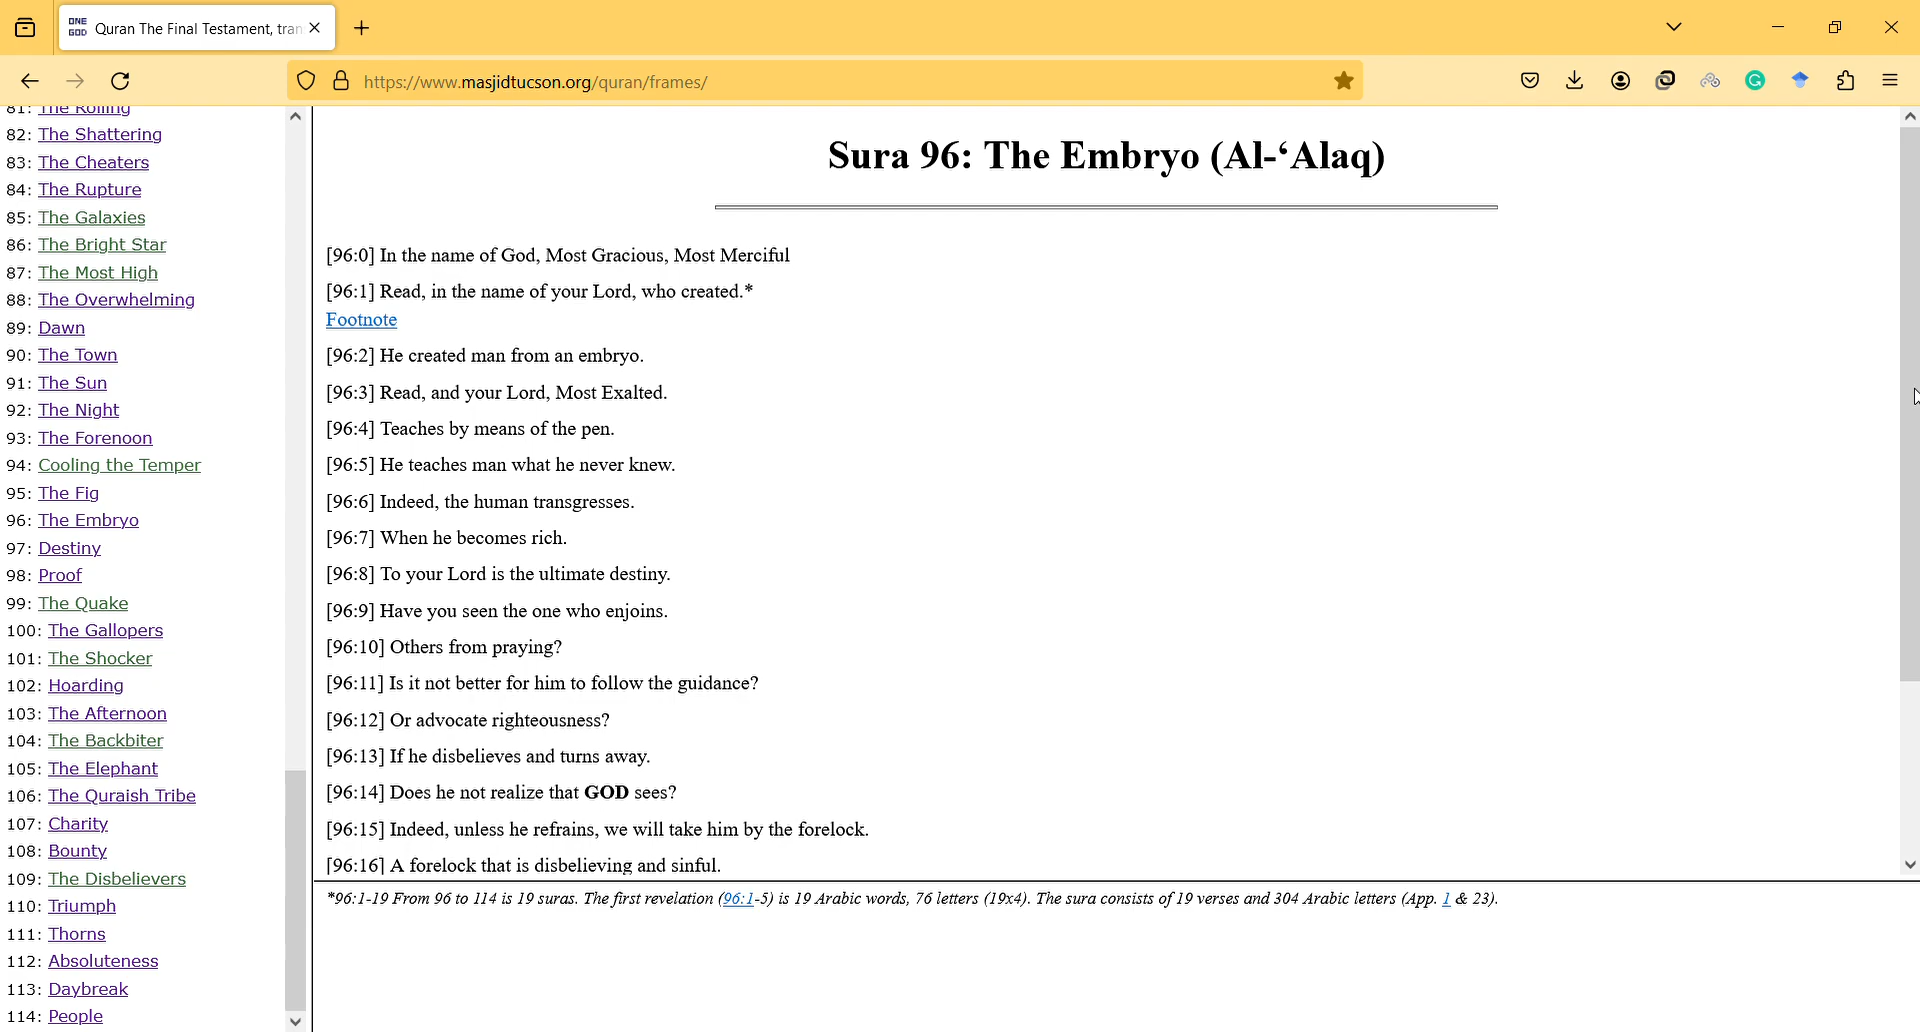 ONE
GOD
Quran The Final Testament, tran
https://www.masjidtucson.org/quran/frames/
81: The Rolling
82: The Shattering
83: The Cheaters
84: The Rupture
85: The Galaxies
86: The Bright Star
87: The Most High
88: The Overwhelming
89: Dawn
90: The Town
91: The Sun
92: The Night
93: The Forenoon
94: Cooling the Temper
95: The Fig
96: The Embryo
97: Destiny
98: Proof
99: The Quake
100: The Gallopers
101: The Shocker
102: Hoarding
103: The Afternoon
104: The Backbiter
105: The Elephant
106: The Quraish Tribe
107: Charity
108: Bounty
109: The Disbelievers
110: Triumph
111: Thorns
112: Absoluteness
113: Daybreak
114: People
Sura 96: The Embryo (Al-‘Alaq)
[96:0] In the name of God, Most Gracious, Most Merciful
[96:1] Read, in the name of your Lord, who created.*
Footnote
[96:2] He created man from an embryo.
[96:3] Read, and your Lord, Most Exalted.
[96:4] Teaches by means of the pen.
[96:5] He teaches man what he never knew.
[96:6] Indeed, the human transgresses.
[96:7] When he becomes rich.
[96:8] To your Lord is the ultimate destiny.
[96:9] Have you seen the one who enjoins.
[96:10] Others from praying?
[96:11] Is it not better for him to follow the guidance?
[96:12] Or advocate righteousness?
[96:13] If he disbelieves and turns away.
[96:14] Does he not realize that GOD sees?
[96:15] Indeed, unless he refrains, we will take him by the forelock.
[96:16] A forelock that is disbelieving and sinful.
*96:1-19 From 96 to 114 is 19 suras. The first revelation (96:1-5) is 19 Arabic words, 76 letters (19x4). The sura consists of 19 verses and 304 Arabic letters (App. 1 & 23).